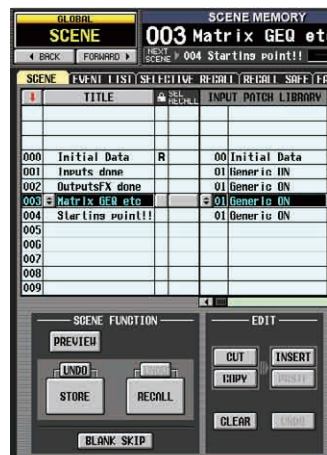 GLOBAL
SCENE
SCENE MEMORY
003 Matrix GEQ etc
BACK
FORWARD
NEXT SCENE
004 Starting point!!
SCENE
EVENT LIST
SELECTIVE RECALL
RECALL SAFE
TITLE
SEL RECALL
INPUT PATCH LIBRARY
000 Initial Data R 00 Initial Data
001 Inputs done 01 Generic ON
002 OutputsFX done 01 Generic ON
003 Matrix GEQ etc 01 Generic ON
004 Starting point!! 01 Generic ON
005
006
007
008
009
SCENE FUNCTION
EDIT
PREVIEW
CUT
INSERT
UNDO
COPY
PASTE
STORE
RECALL
CLEAR
UNDO
BLANK SKIP